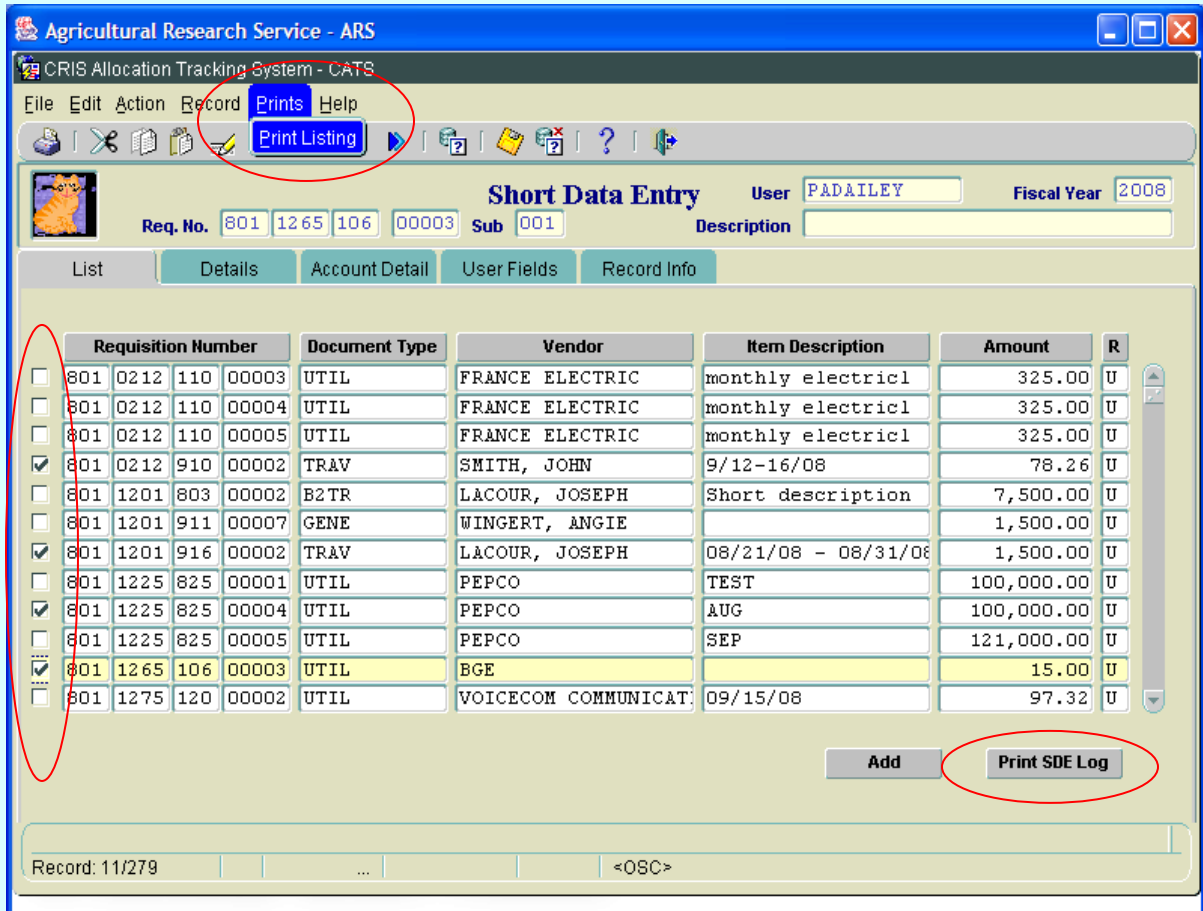 Agricultural Research Service - ARS
CRIS Allocation Tracking System - CATS
File Edit Action Record Prints Help
Print Listing
Short Data Entry User PADAILEY Fiscal Year 2008
Req. No. 801 1265 106 00003 Sub 001 Description
List Details Account Detail User Fields Record Info
Requisition Number Document Type Vendor Item Description Amount R
801 0212 110 00003 UTIL FRANCE ELECTRIC monthly electricl 325.00 U
801 0212 110 00004 UTIL FRANCE ELECTRIC monthly electricl 325.00 U
801 0212 110 00005 UTIL FRANCE ELECTRIC monthly electricl 325.00 U
801 0212 910 00002 TRAV SMITH, JOHN 9/12-16/08 78.26 U
801 1201 803 00002 B2TR LACOUR, JOSEPH Short description 7,500.00 U
801 1201 911 00007 GENE WINGERT, ANGIE 1,500.00 U
801 1201 916 00002 TRAV LACOUR, JOSEPH 08/21/08 - 08/31/08 1,500.00 U
801 1225 825 00001 UTIL PEPCO TEST 100,000.00 U
801 1225 825 00004 UTIL PEPCO AUG 100,000.00 U
801 1225 825 00005 UTIL PEPCO SEP 121,000.00 U
801 1265 106 00003 UTIL BGE 15.00 U
801 1275 120 00002 UTIL VOICECOM COMMUNICAT 09/15/08 97.32 U
Add Print SDE Log
Record: 11/279 ... <OSC>